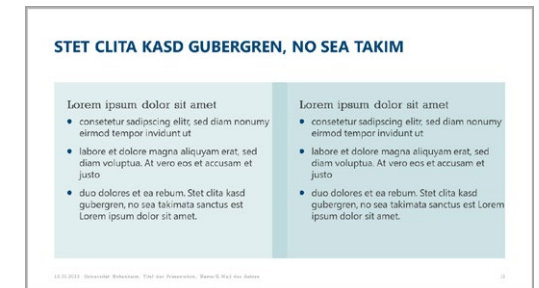 STET CLITA KASD GUBERGREN, NO SEA TAKIM
Lorem ipsum dolor sit amet
consetetur sadipscing elitr, sed diam nonumy
eirmod tempor invidunt ut
labore et dolore magna aliquyam erat, sed
diam voluptua. At vero eos et accusam et
justo
duo dolores et ea rebum. Stet clita kasd
gubergren, no sea takimata sanctus est
Lorem ipsum dolor sit amet.
Lorem ipsum dolor sit amet
consetetur sadipscing elitr, sed diam nonumy
eirmod tempor invidunt ut
labore et dolore magna aliquyam erat, sed
diam voluptua. At vero eos et accusam et
justo
duo dolores et ea rebum. Stet clita kasd
gubergren, no sea takimata sanctus est Lorem
ipsum dolor sit amet.